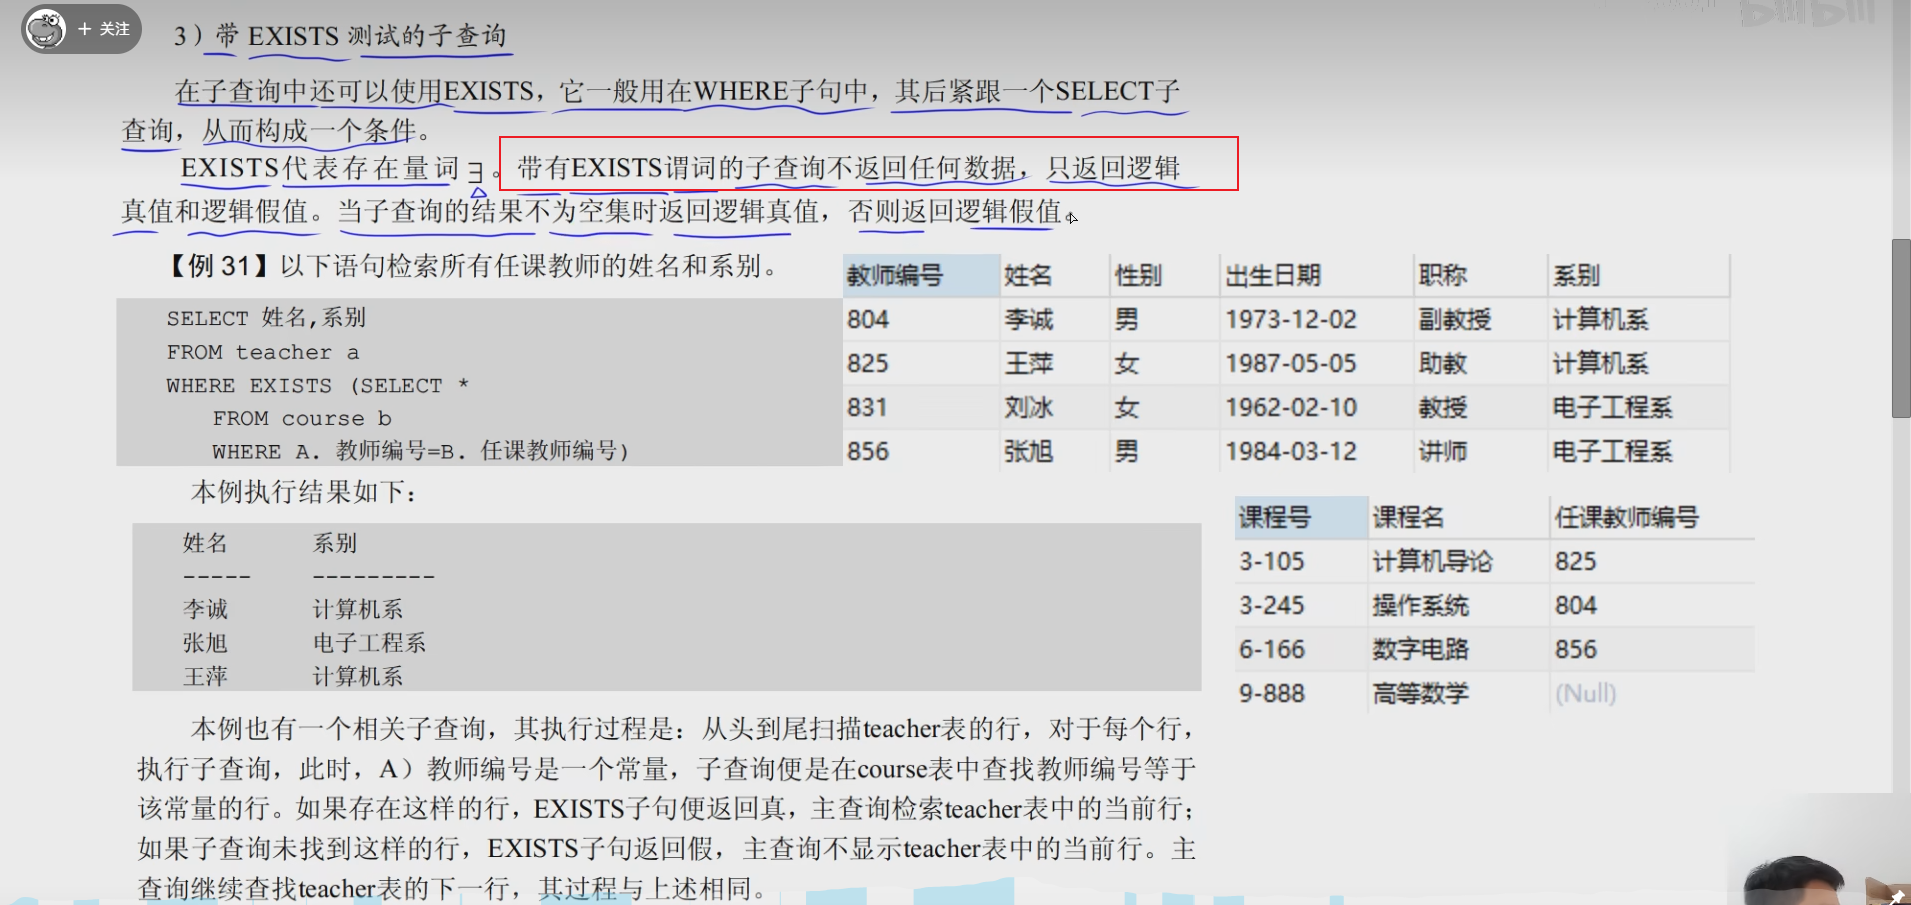 + 关注
3）带 EXISTS 测试的子查询
在子查询中还可以使用EXISTS，它一般用在WHERE子句中，其后紧跟一个SELECT子
查询，从而构成一个条件。
EXISTS代表存在量词∃。带有EXISTS谓词的子查询不返回任何数据，只返回逻辑
真值和逻辑假值。当子查询的结果不为空集时返回逻辑真值，否则返回逻辑假值。
【例 31】以下语句检索所有任课教师的姓名和系别。
SELECT 姓名,系别
FROM teacher a
WHERE EXISTS (SELECT *
FROM course b
WHERE A. 教师编号=B. 任课教师编号)
教师编号 姓名 性别 出生日期 职称 系别
804 李诚 男 1973-12-02 副教授 计算机系
825 王萍 女 1987-05-05 助教 计算机系
831 刘冰 女 1962-02-10 教授 电子工程系
856 张旭 男 1984-03-12 讲师 电子工程系
本例执行结果如下：
姓名 系别
----- ---------
李诚 计算机系
张旭 电子工程系
王萍 计算机系
课程号 课程名 任课教师编号
3-105 计算机导论 825
3-245 操作系统 804
6-166 数字电路 856
9-888 高等数学 (Null)
本例也有一个相关子查询，其执行过程是：从头到尾扫描teacher表的行，对于每个行，
执行子查询，此时，A）教师编号是一个常量，子查询便是在course表中查找教师编号等于
该常量的行。如果存在这样的行，EXISTS子句便返回真，主查询检索teacher表中的当前行；
如果子查询未找到这样的行，EXISTS子句返回假，主查询不显示teacher表中的当前行。主
查询继续查找teacher表的下一行，其过程与上述相同。